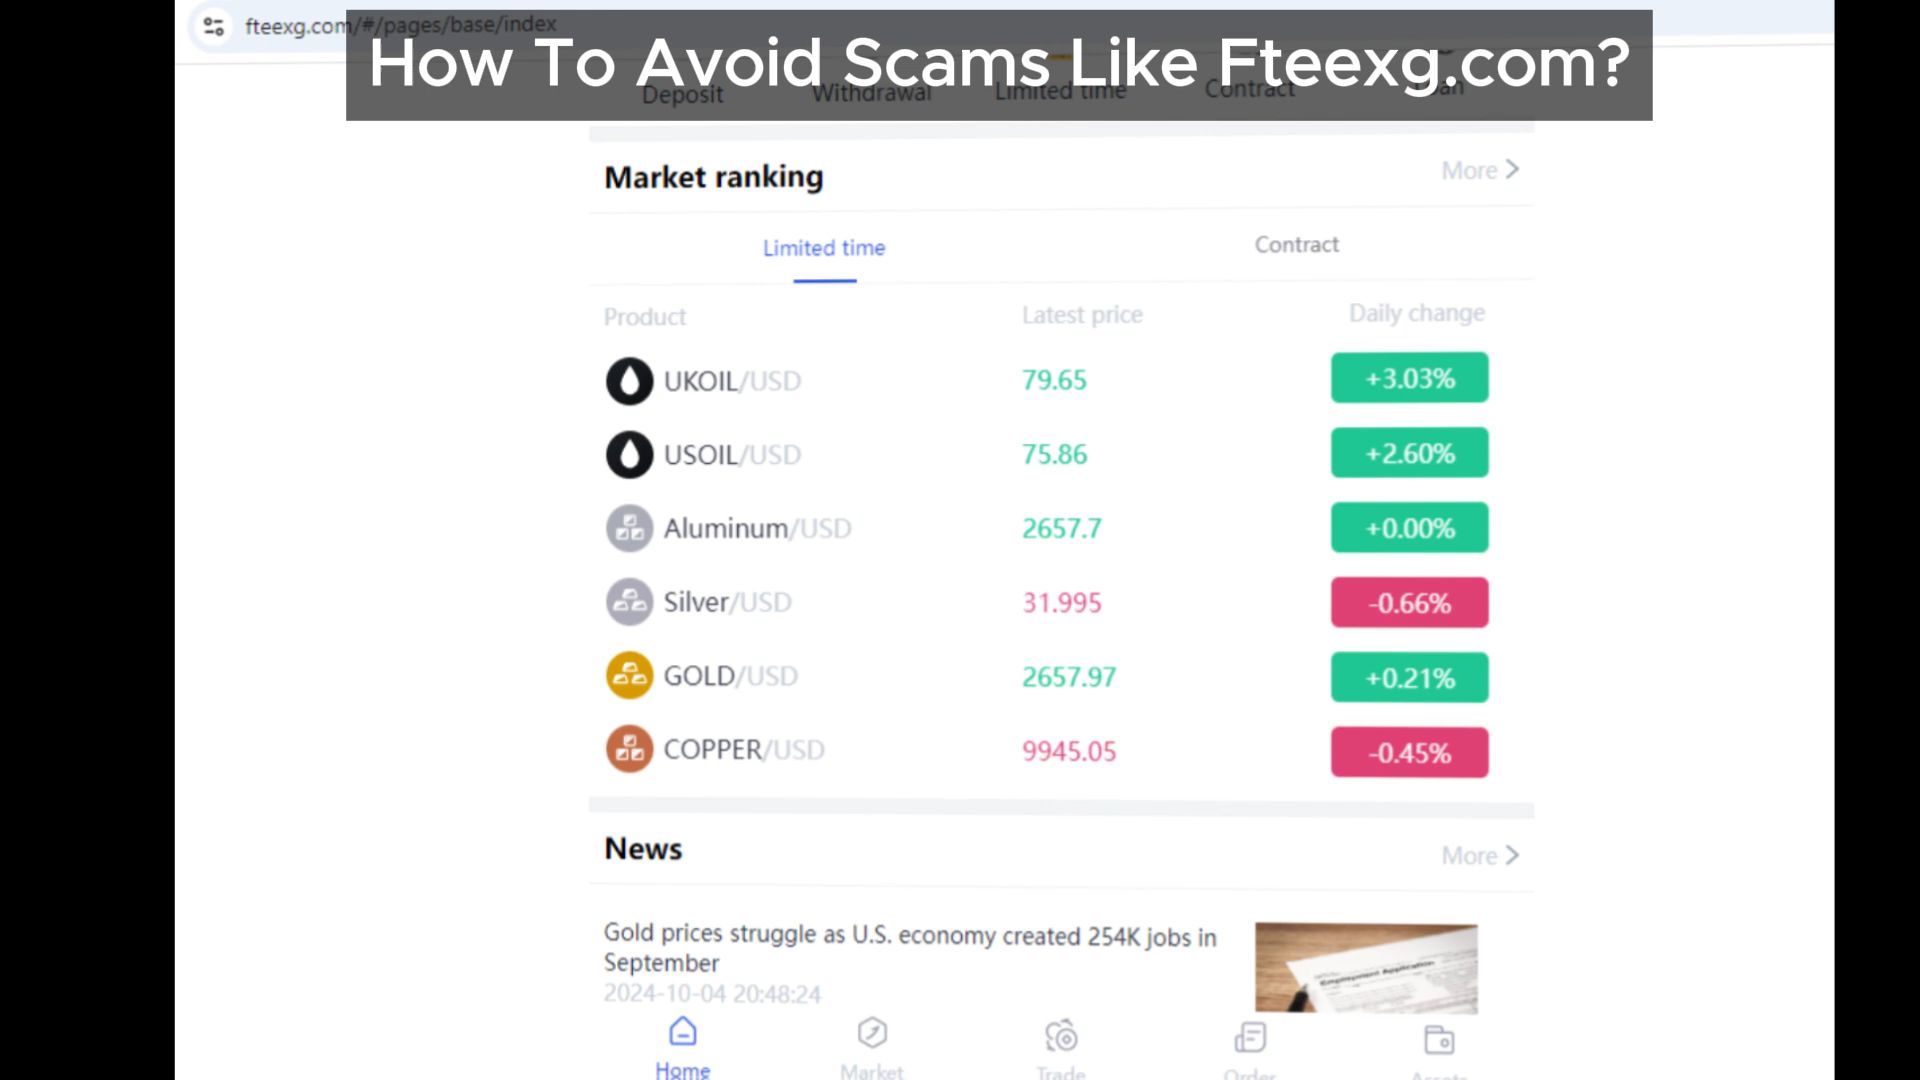 fteexg.com/#/pages/base/index
How To Avoid Scams Like Fteexg.com?
Deposit Withdrawal Limited time Contract Loan
Market ranking More
Limited time Contract
Product Latest price Daily change
UKOIL/USD 79.65 +3.03%
USOIL/USD 75.86 +2.60%
Aluminum/USD 2657.7 +0.00%
Silver/USD 31.995 -0.66%
GOLD/USD 2657.97 +0.21%
COPPER/USD 9945.05 -0.45%
News More
Gold prices struggle as U.S. economy created 254K jobs in
September
2024-10-04 20:48:24
Employment Application
Home Market Trade Order Assets